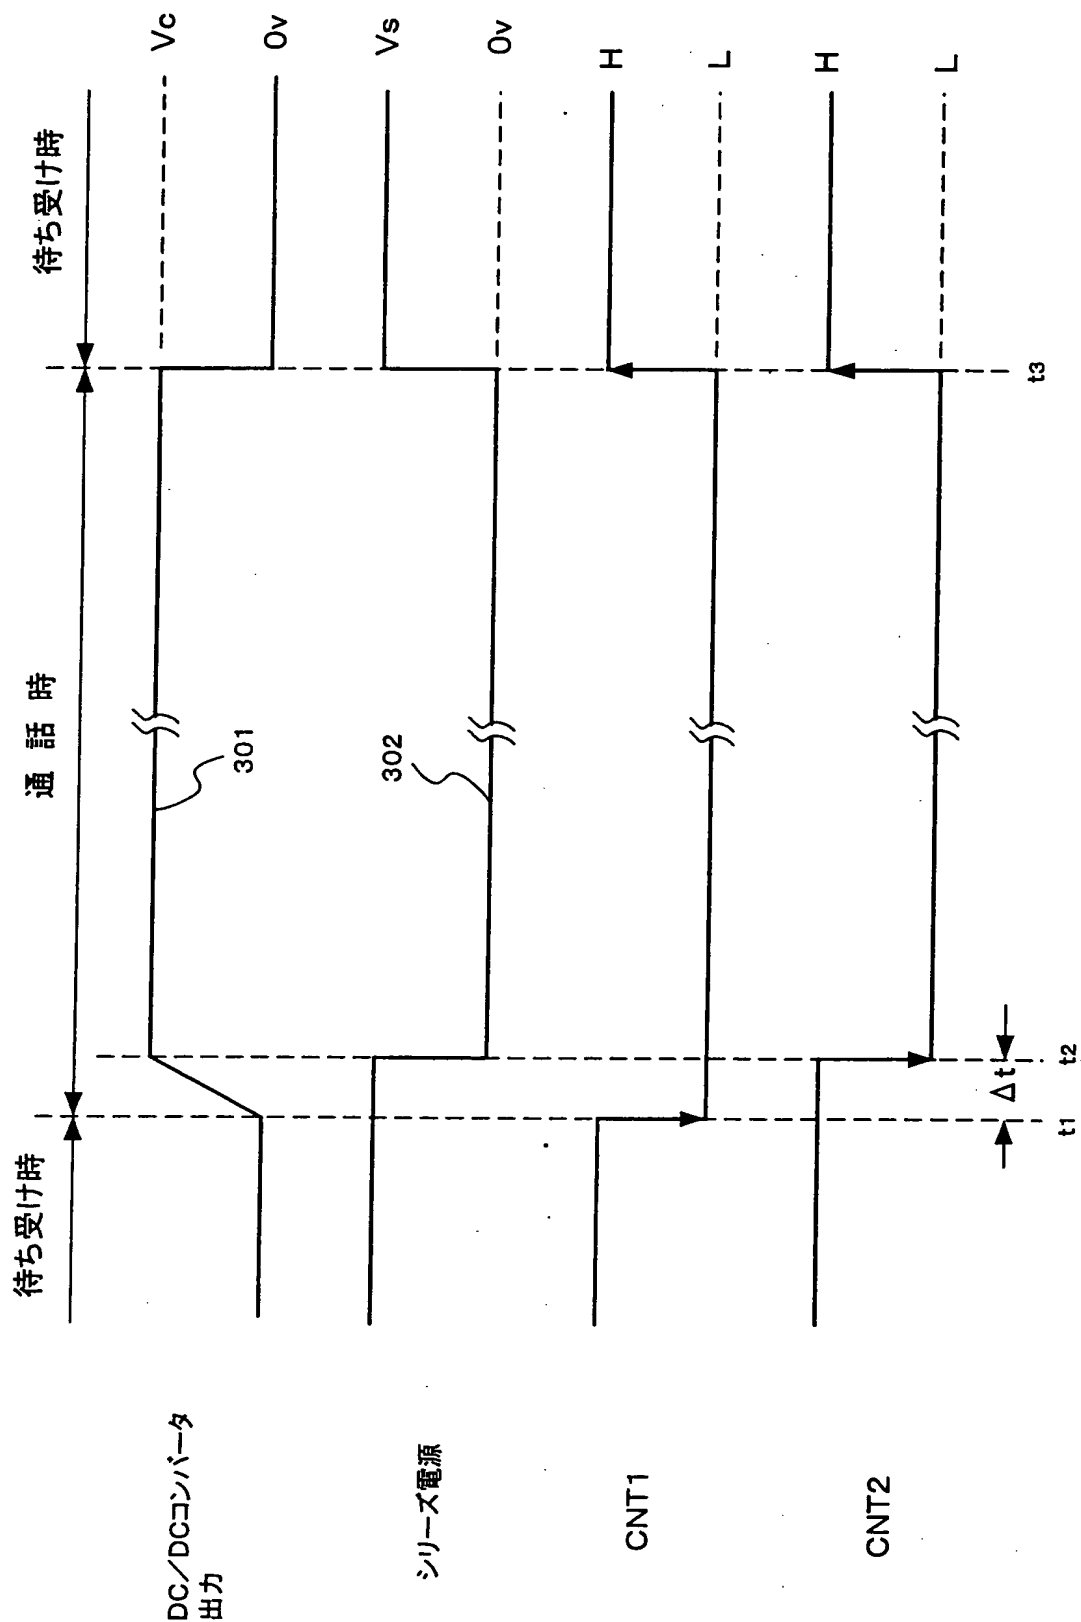 待ち受け時
通話時
待ち受け時
DC／DCコンバータ
出力
301
Vc
0v
シリーズ電源
302
Vs
0v
CNT1
H
L
CNT2
H
L
Δt
t1
t2
t3